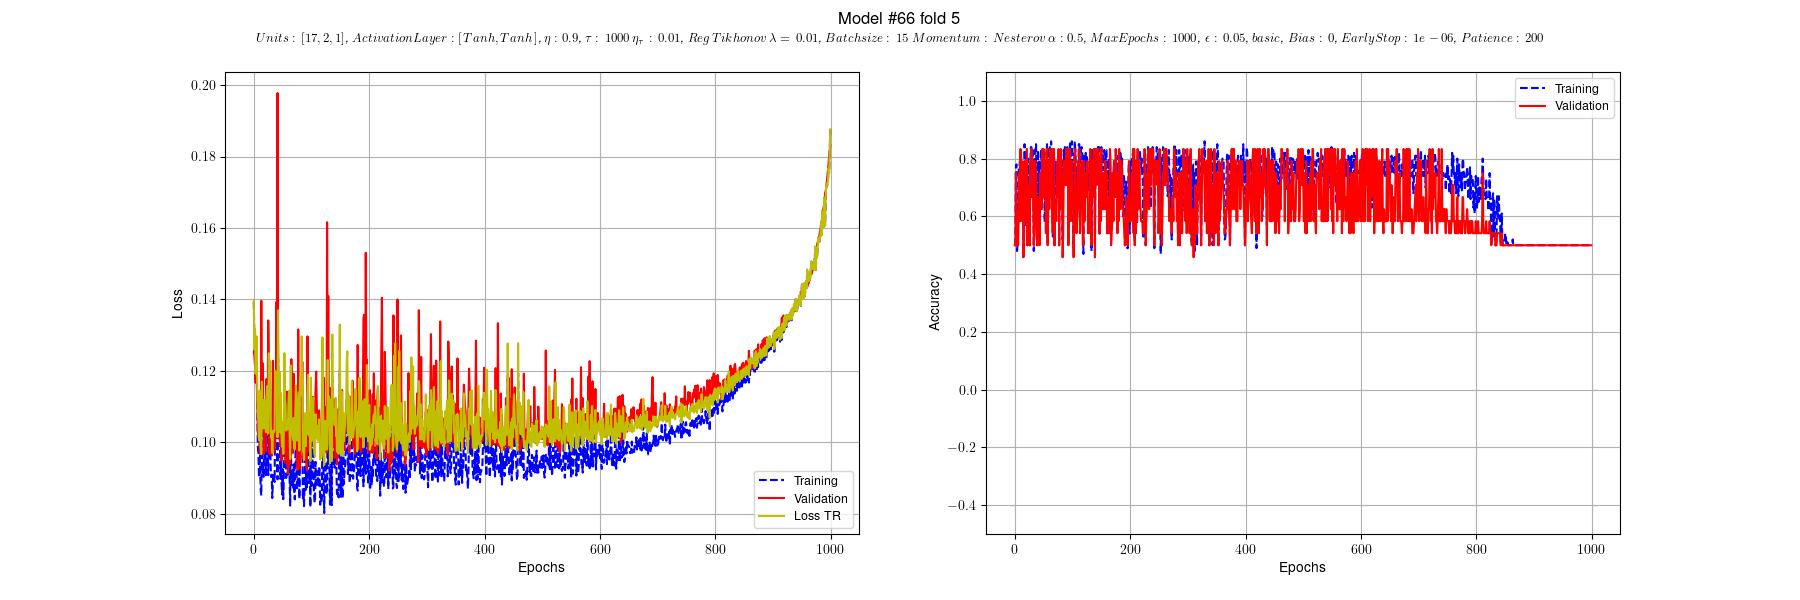 Model #66 fold 5
Units : [17, 2, 1], ActivationLayer : [Tanh, Tanh], η : 0.9, τ : 1000 ητ : 0.01, Reg Tikhonov λ = 0.01, Batchsize : 15 Momentum : Nesterov α : 0.5, MaxEpochs : 1000, ϵ : 0.05, basic, Bias : 0, EarlyStop : 1e − 06, Patience : 200
0.20
0.18
0.16
0.14
0.12
0.10
0.08
Loss
0 200 400 600 800 1000
Epochs
Training
Validation
Loss TR
1.0
0.8
0.6
0.4
0.2
0.0
−0.2
−0.4
Accuracy
0 200 400 600 800 1000
Epochs
Training
Validation